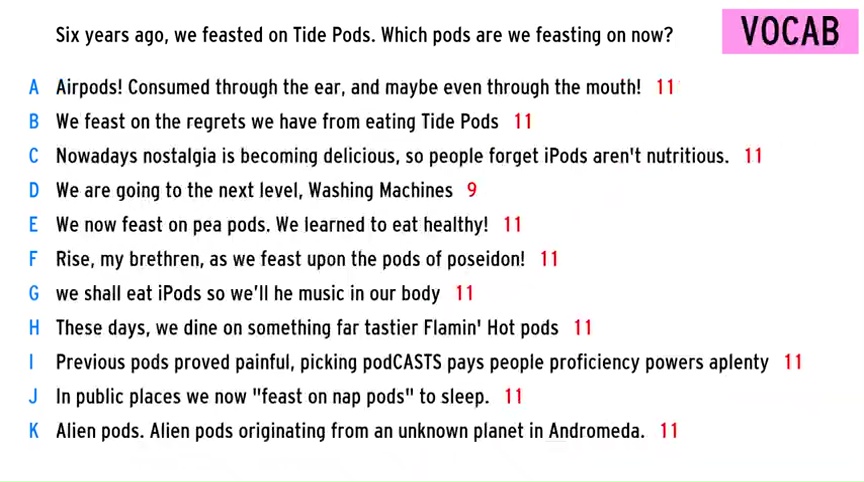 Six years ago, we feasted on Tide Pods. Which pods are we feasting on now? VOCAB
A Airpods! Consumed through the ear, and maybe even through the mouth! 11
B We feast on the regrets we have from eating Tide Pods 11
C Nowadays nostalgia is becoming delicious, so people forget iPods aren't nutritious. 11
D We are going to the next level, Washing Machines 9
E We now feast on pea pods. We learned to eat healthy! 11
F Rise, my brethren, as we feast upon the pods of poseidon! 11
G we shall eat iPods so we'll he music in our body 11
H These days, we dine on something far tastier Flamin' Hot pods 11
I Previous pods proved painful, picking podCASTS pays people proficiency powers aplenty 11
J In public places we now "feast on nap pods" to sleep. 11
K Alien pods. Alien pods originating from an unknown planet in Andromeda. 11